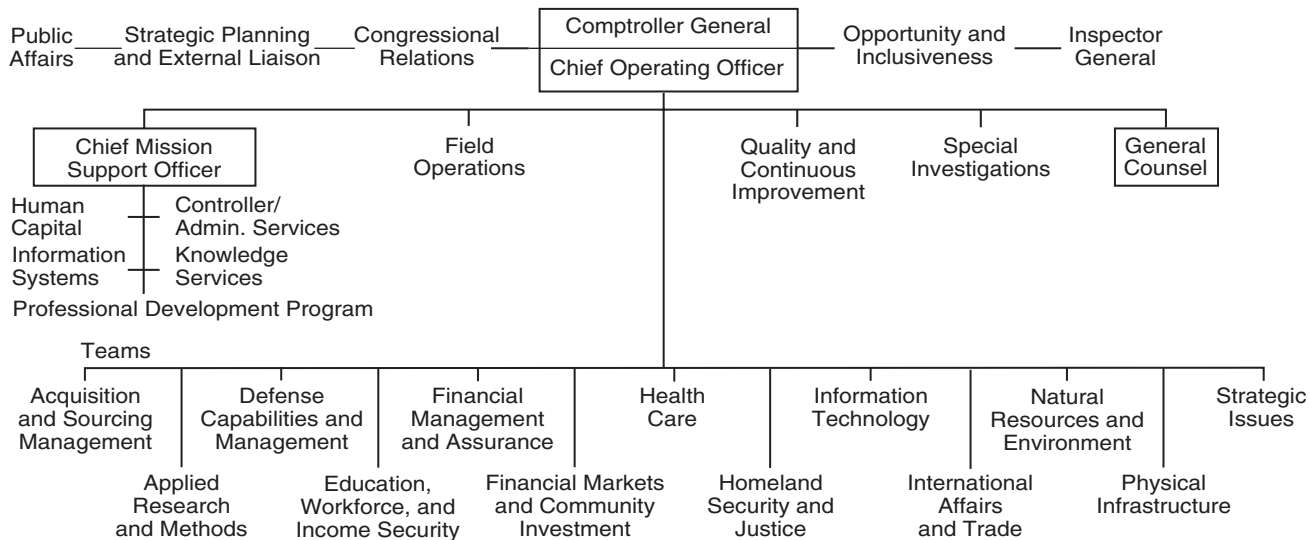 Public
Affairs
Strategic Planning
and External Liaison
Congressional
Relations
Comptroller General
Chief Operating Officer
Opportunity and
Inclusiveness
Inspector
General
Chief Mission
Support Officer
Field
Operations
Quality and
Continuous
Improvement
Special
Investigations
General
Counsel
Human
Capital
Controller/
Admin. Services
Information
Systems
Knowledge
Services
Professional Development Program
Teams
Acquisition
and Sourcing
Management
Defense
Capabilities and
Management
Financial
Management
and Assurance
Health
Care
Information
Technology
Natural
Resources and
Environment
Strategic
Issues
Applied
Research
and Methods
Education,
Workforce, and
Income Security
Financial Markets
and Community
Investment
Homeland
Security and
Justice
International
Affairs
and Trade
Physical
Infrastructure